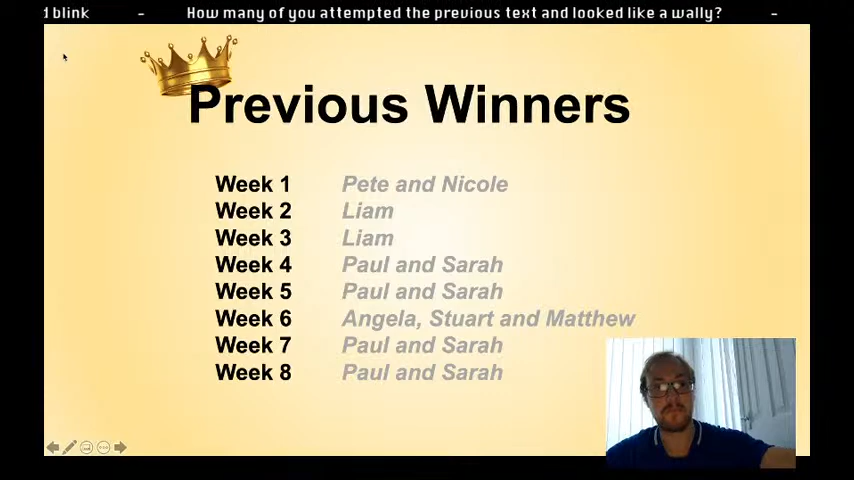 d blink - How many of you attempted the previous text and looked like a wally? -
Previous Winners
Week 1 Pete and Nicole
Week 2 Liam
Week 3 Liam
Week 4 Paul and Sarah
Week 5 Paul and Sarah
Week 6 Angela, Stuart and Matthew
Week 7 Paul and Sarah
Week 8 Paul and Sarah